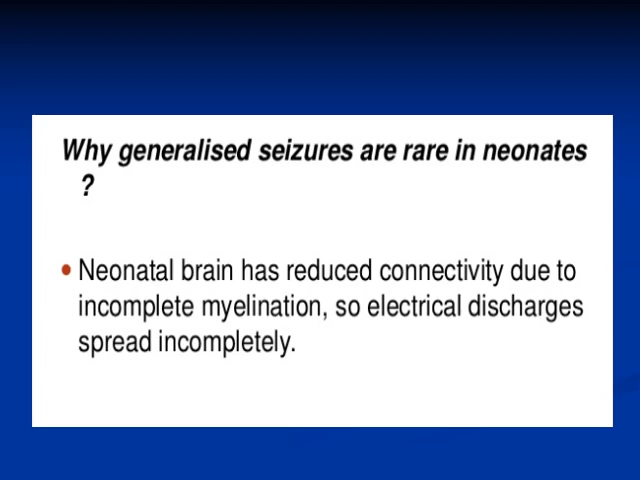 Why generalised seizures are rare in neonates
?
• Neonatal brain has reduced connectivity due to
incomplete myelination, so electrical discharges
spread incompletely.